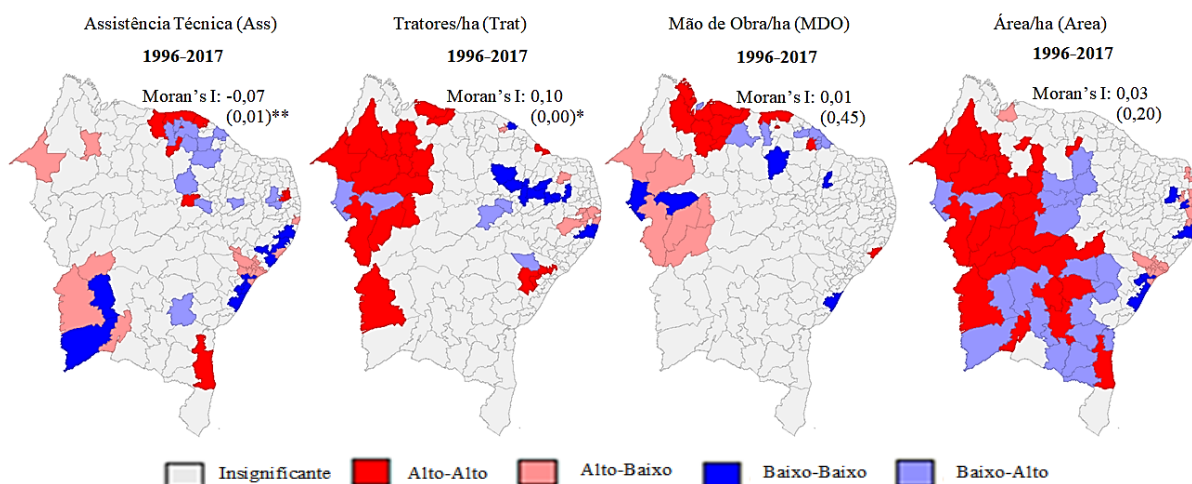 Assistência Técnica (Ass)
1996-2017
Moran's I: -0,07
(0,01)**
Tratores/ha (Trat)
1996-2017
Moran's I: 0,10
(0,00)*
Mão de Obra/ha (MDO)
1996-2017
Moran's I: 0,01
(0,45)
Área/ha (Area)
1996-2017
Moran's I: 0,03
(0,20)
Insignificante
Alto-Alto
Alto-Baixo
Baixo-Baixo
Baixo-Alto